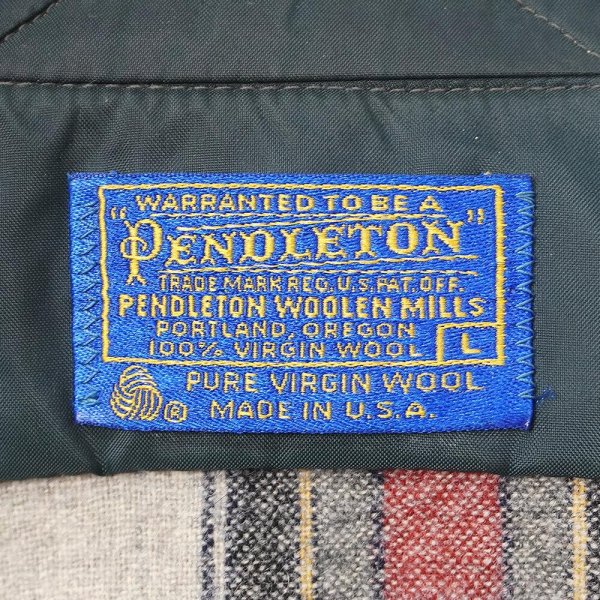 WARRANTED TO BE A
"PENDLETON"
TRADE MARK REG. U.S. PAT. OFF.
PENDLETON WOOLEN MILLS
PORTLAND, OREGON
100% VIRGIN WOOL L
PURE VIRGIN WOOL
® MADE IN U.S.A.